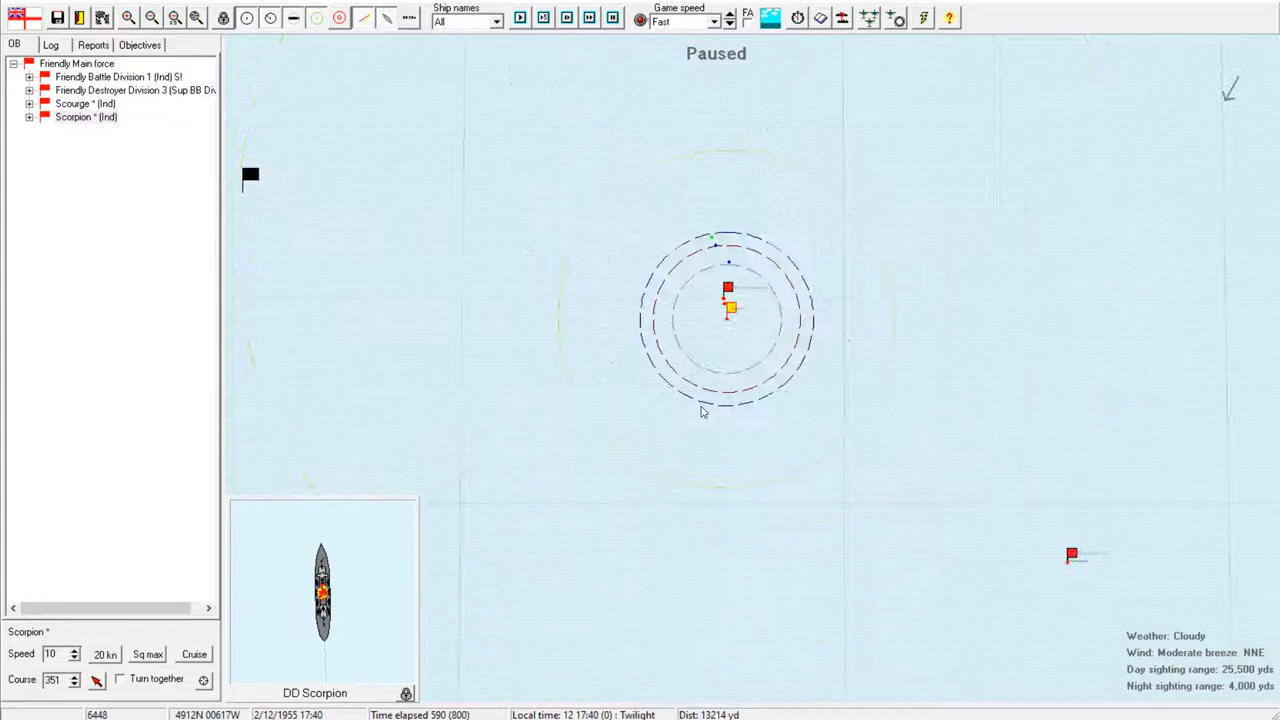 Ship names
All
Game speed
Fast
FA
OB Log Reports Objectives
Friendly Main force
Friendly Battle Division 1 (Ind) S!
Friendly Destroyer Division 3 (Sup BB Div
Scourge * (Ind)
Scorpion * (Ind)
Paused
Scorpion *
Speed 10 20 kn Sq max Cruise
Course 351 Turn together
DD Scorpion
Weather: Cloudy
Wind: Moderate breeze NNE
Day sighting range: 25,500 yds
Night sighting range: 4,000 yds
6448 4912N 00617W 2/12/1955 17:40 Time elapsed 590 (800) Local time: 12 17:40 (0) : Twilight Dist: 13214 yd